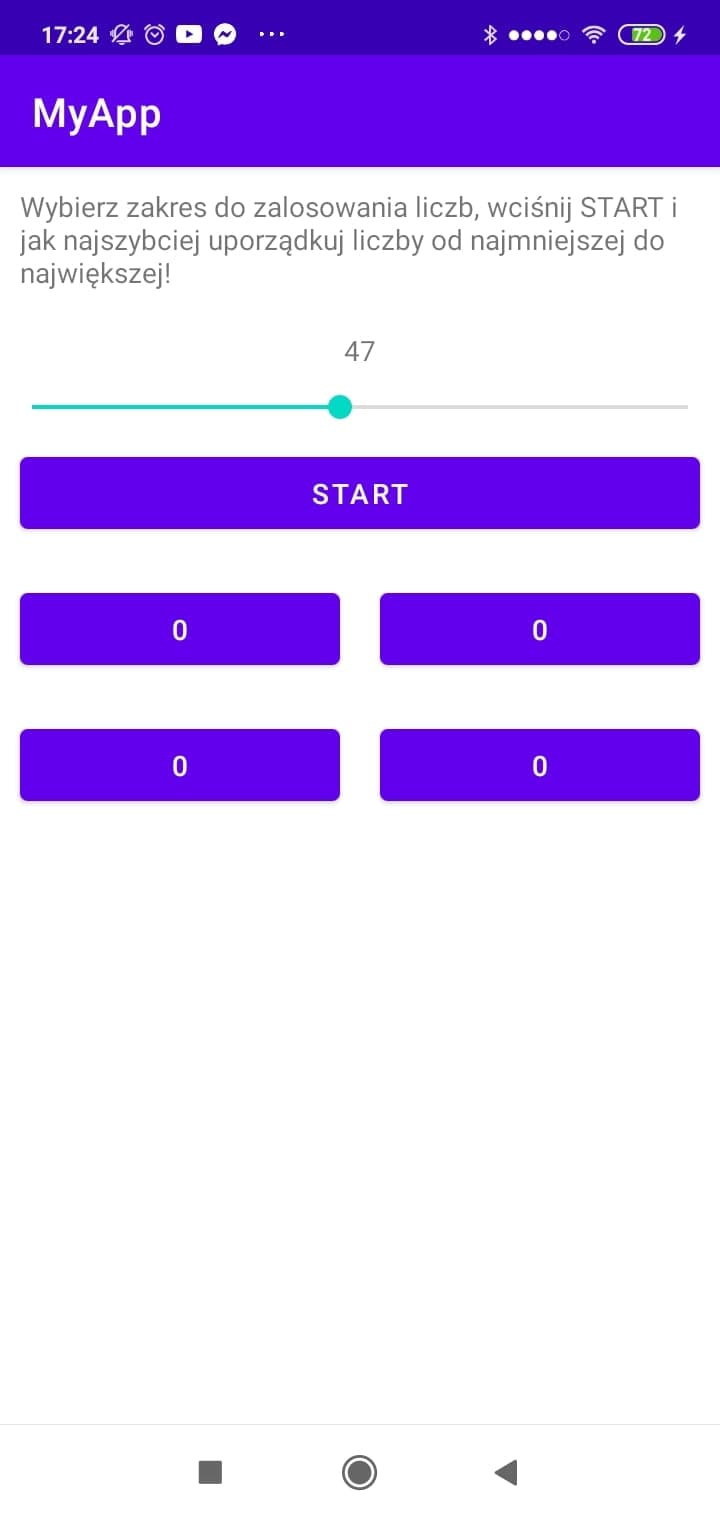 17:24
72
MyApp
Wybierz zakres do zalosowania liczb, wciśnij START i
jak najszybciej uporządkuj liczby od najmniejszej do
największej!
47
START
0 0
0 0